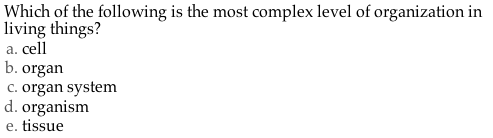 Which of the following is the most complex level of organization in
living things?
a. cell
b. organ
c. organ system
d. organism
e. tissue